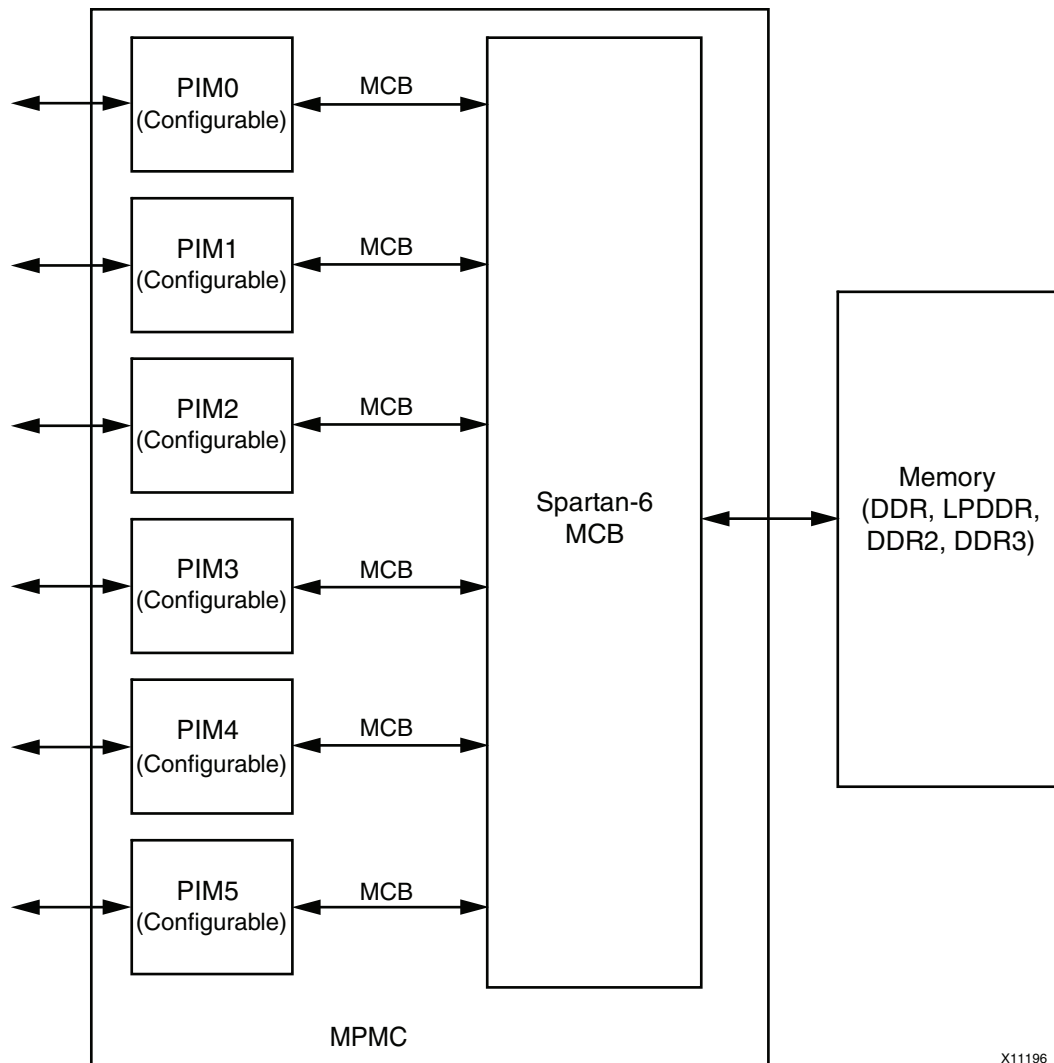 PIM0
(Configurable)
MCB
PIM1
(Configurable)
MCB
PIM2
(Configurable)
MCB
PIM3
(Configurable)
MCB
PIM4
(Configurable)
MCB
PIM5
(Configurable)
MCB
Spartan-6
MCB
Memory
(DDR, LPDDR,
DDR2, DDR3)
MPMC
X11196